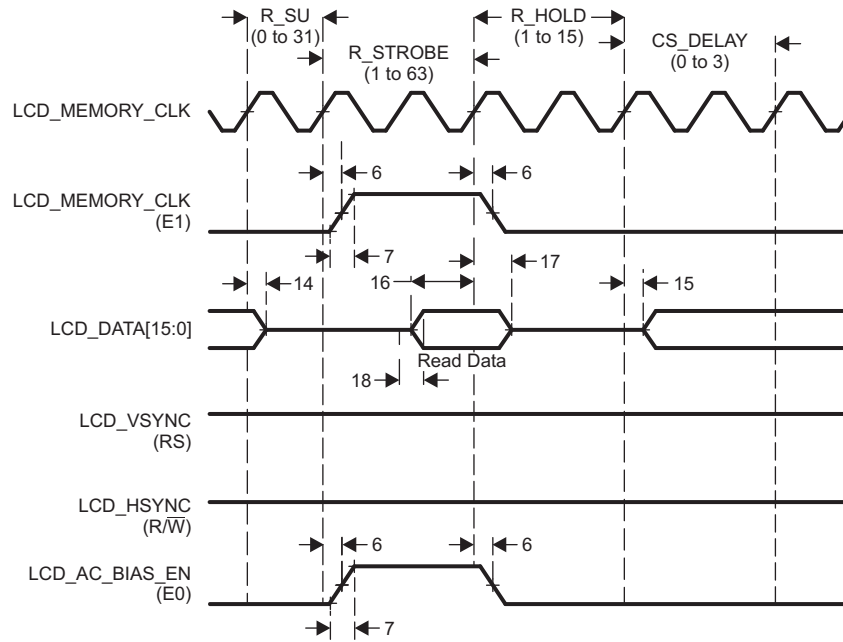 R_SU
(0 to 31)
R_STROBE
(1 to 63)
R_HOLD
(1 to 15)
CS_DELAY
(0 to 3)
LCD_MEMORY_CLK
6
6
LCD_MEMORY_CLK
(E1)
7
17
14
16
15
LCD_DATA[15:0]
Read Data
18
LCD_VSYNC
(RS)
LCD_HSYNC
(R/W̅)
6
6
LCD_AC_BIAS_EN
(E0)
7